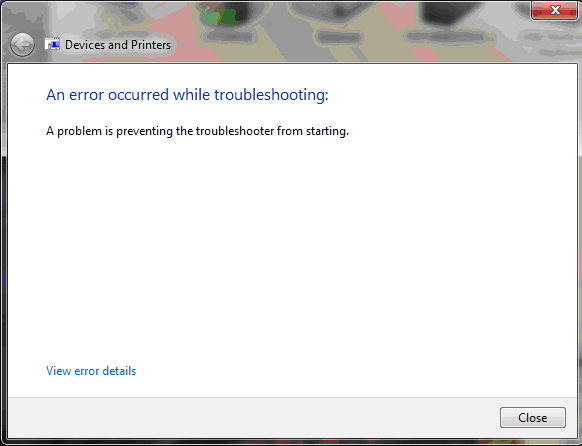 Devices and Printers
An error occurred while troubleshooting:
A problem is preventing the troubleshooter from starting.
View error details
Close